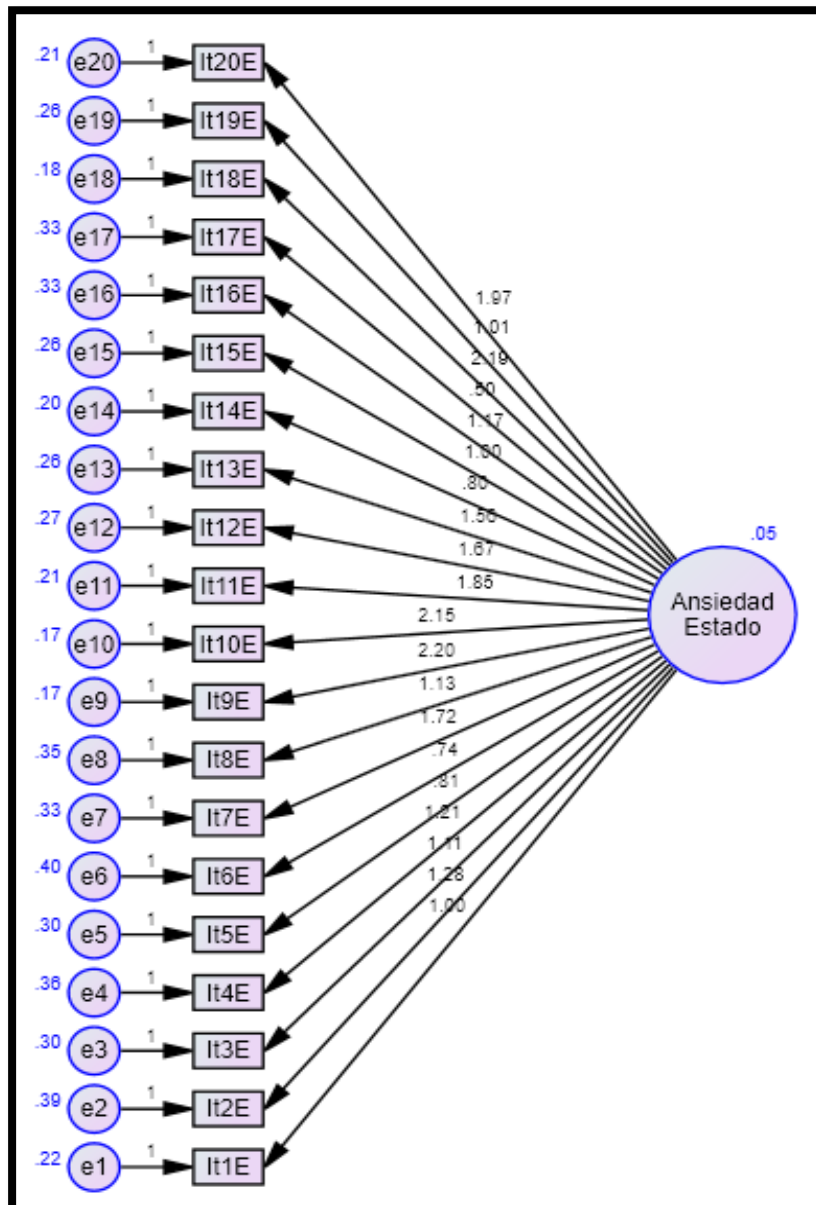 .21 e20 1 It20E
.26 e19 1 It19E
.18 e18 1 It18E
.33 e17 1 It17E
.33 e16 1 It16E
.26 e15 1 It15E
.20 e14 1 It14E
.26 e13 1 It13E
.27 e12 1 It12E
.21 e11 1 It11E
.17 e10 1 It10E
.17 e9 1 It9E
.35 e8 1 It8E
.33 e7 1 It7E
.40 e6 1 It6E
.30 e5 1 It5E
.36 e4 1 It4E
.30 e3 1 It3E
.39 e2 1 It2E
.22 e1 1 It1E
1.97
1.01
2.19
.50
1.17
1.00
1.56
1.67
1.85
2.15
2.20
1.13
1.72
.74
.81
1.21
1.11
1.28
1.00
.05
Ansiedad
Estado